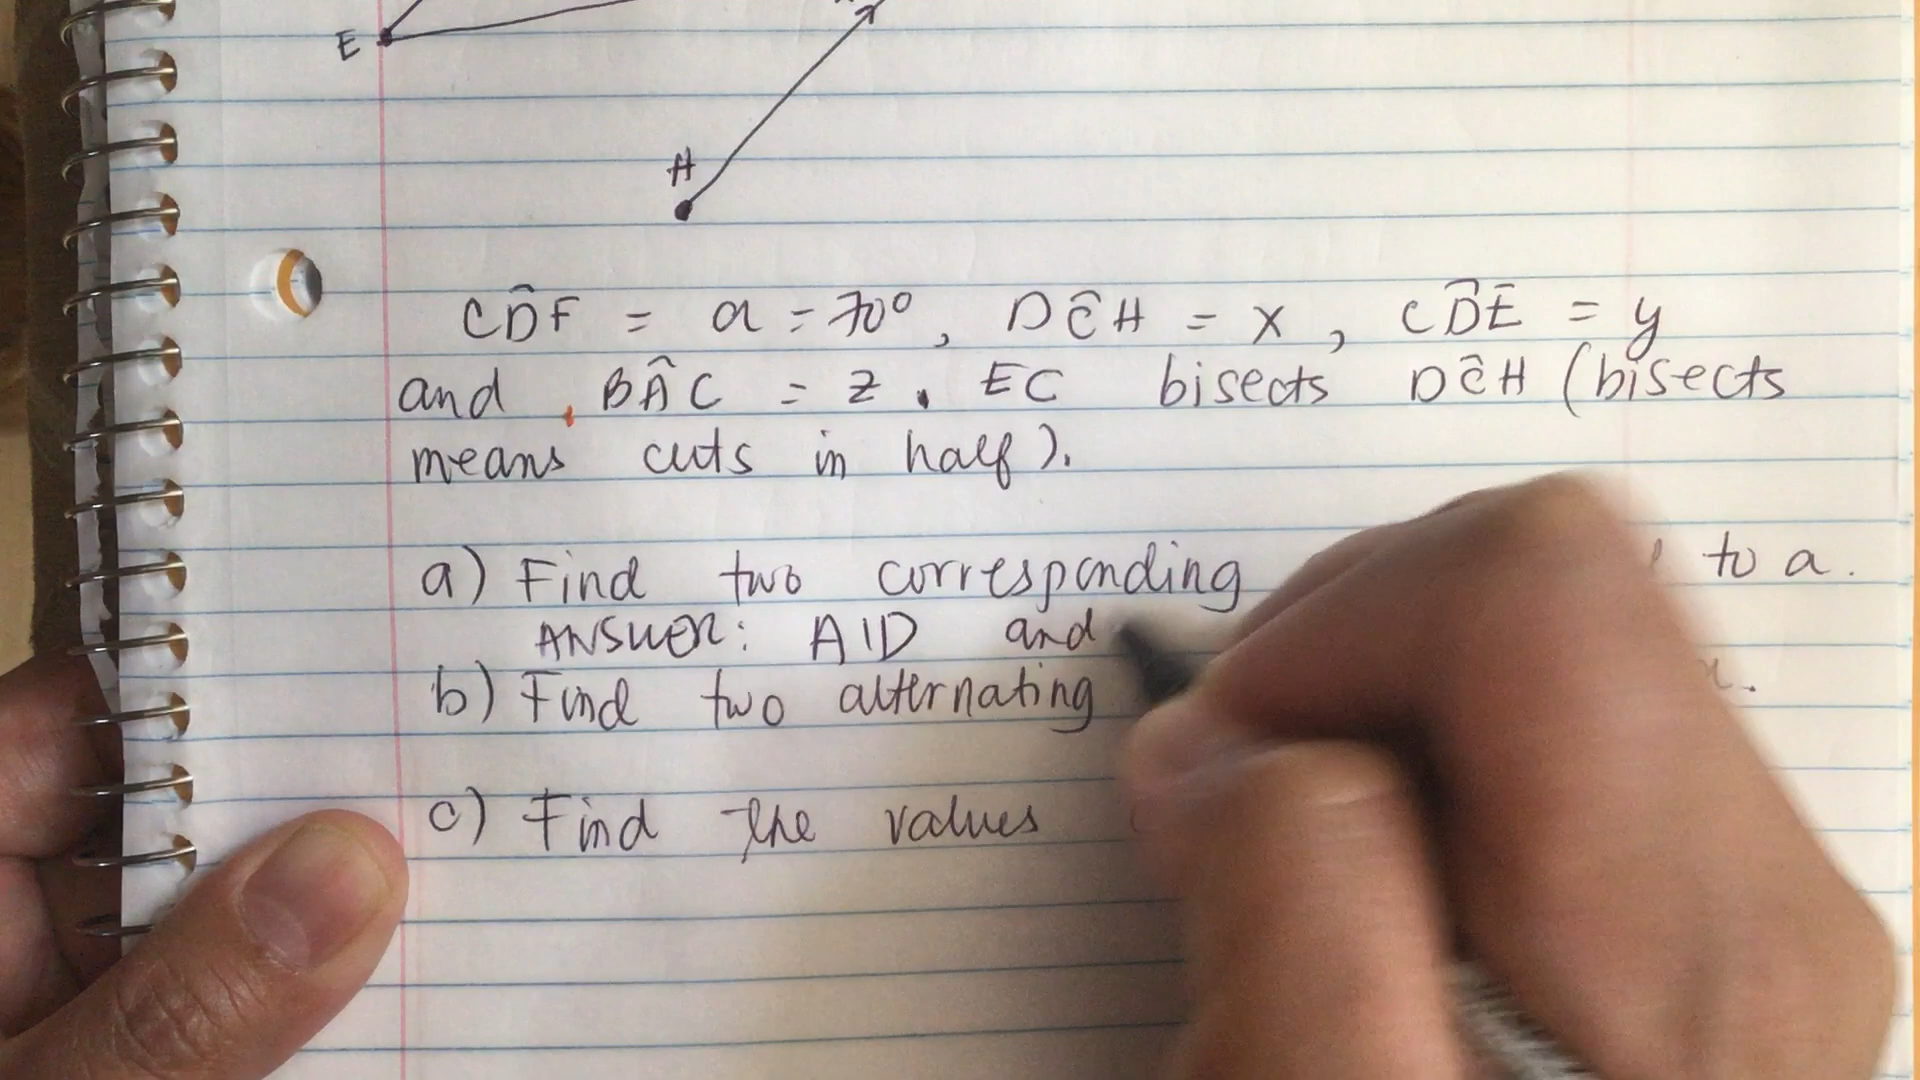 E
H
CD̂F = a = 70°, DĈH = x, CD̂E = y
and BÂC = z. EC bisects DĈH (bisects
means cuts in half).
a) Find two corresponding to a.
ANSWER: AID and
b) Find two alternating
c) Find the values